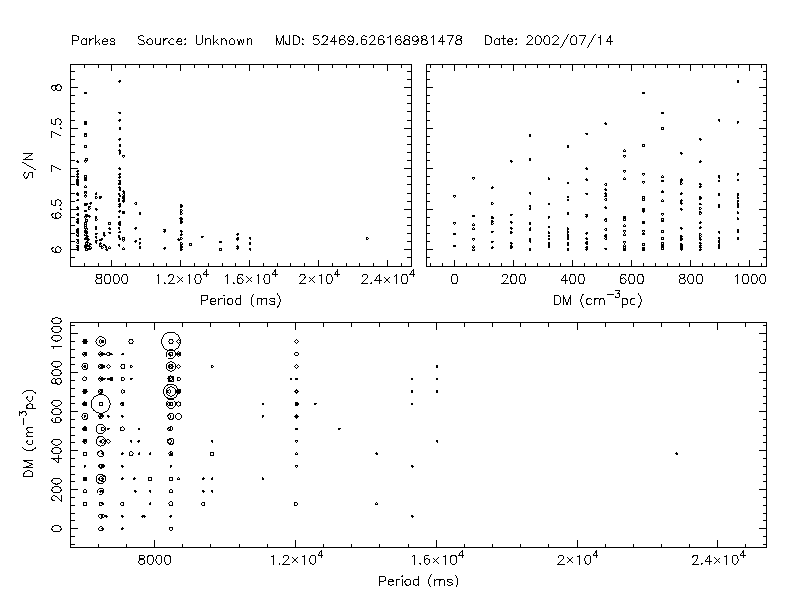 Parkes Source: Unknown MJD: 52469.626168981478 Date: 2002/07/14
8
7.5
7
6.5
6
S/N
8000 1.2×10⁴ 1.6×10⁴ 2×10⁴ 2.4×10⁴
Period (ms)
0 200 400 600 800 1000
DM (cm⁻³pc)
1000
800
600
400
200
0
DM (cm⁻³pc)
8000 1.2×10⁴ 1.6×10⁴ 2×10⁴ 2.4×10⁴
Period (ms)